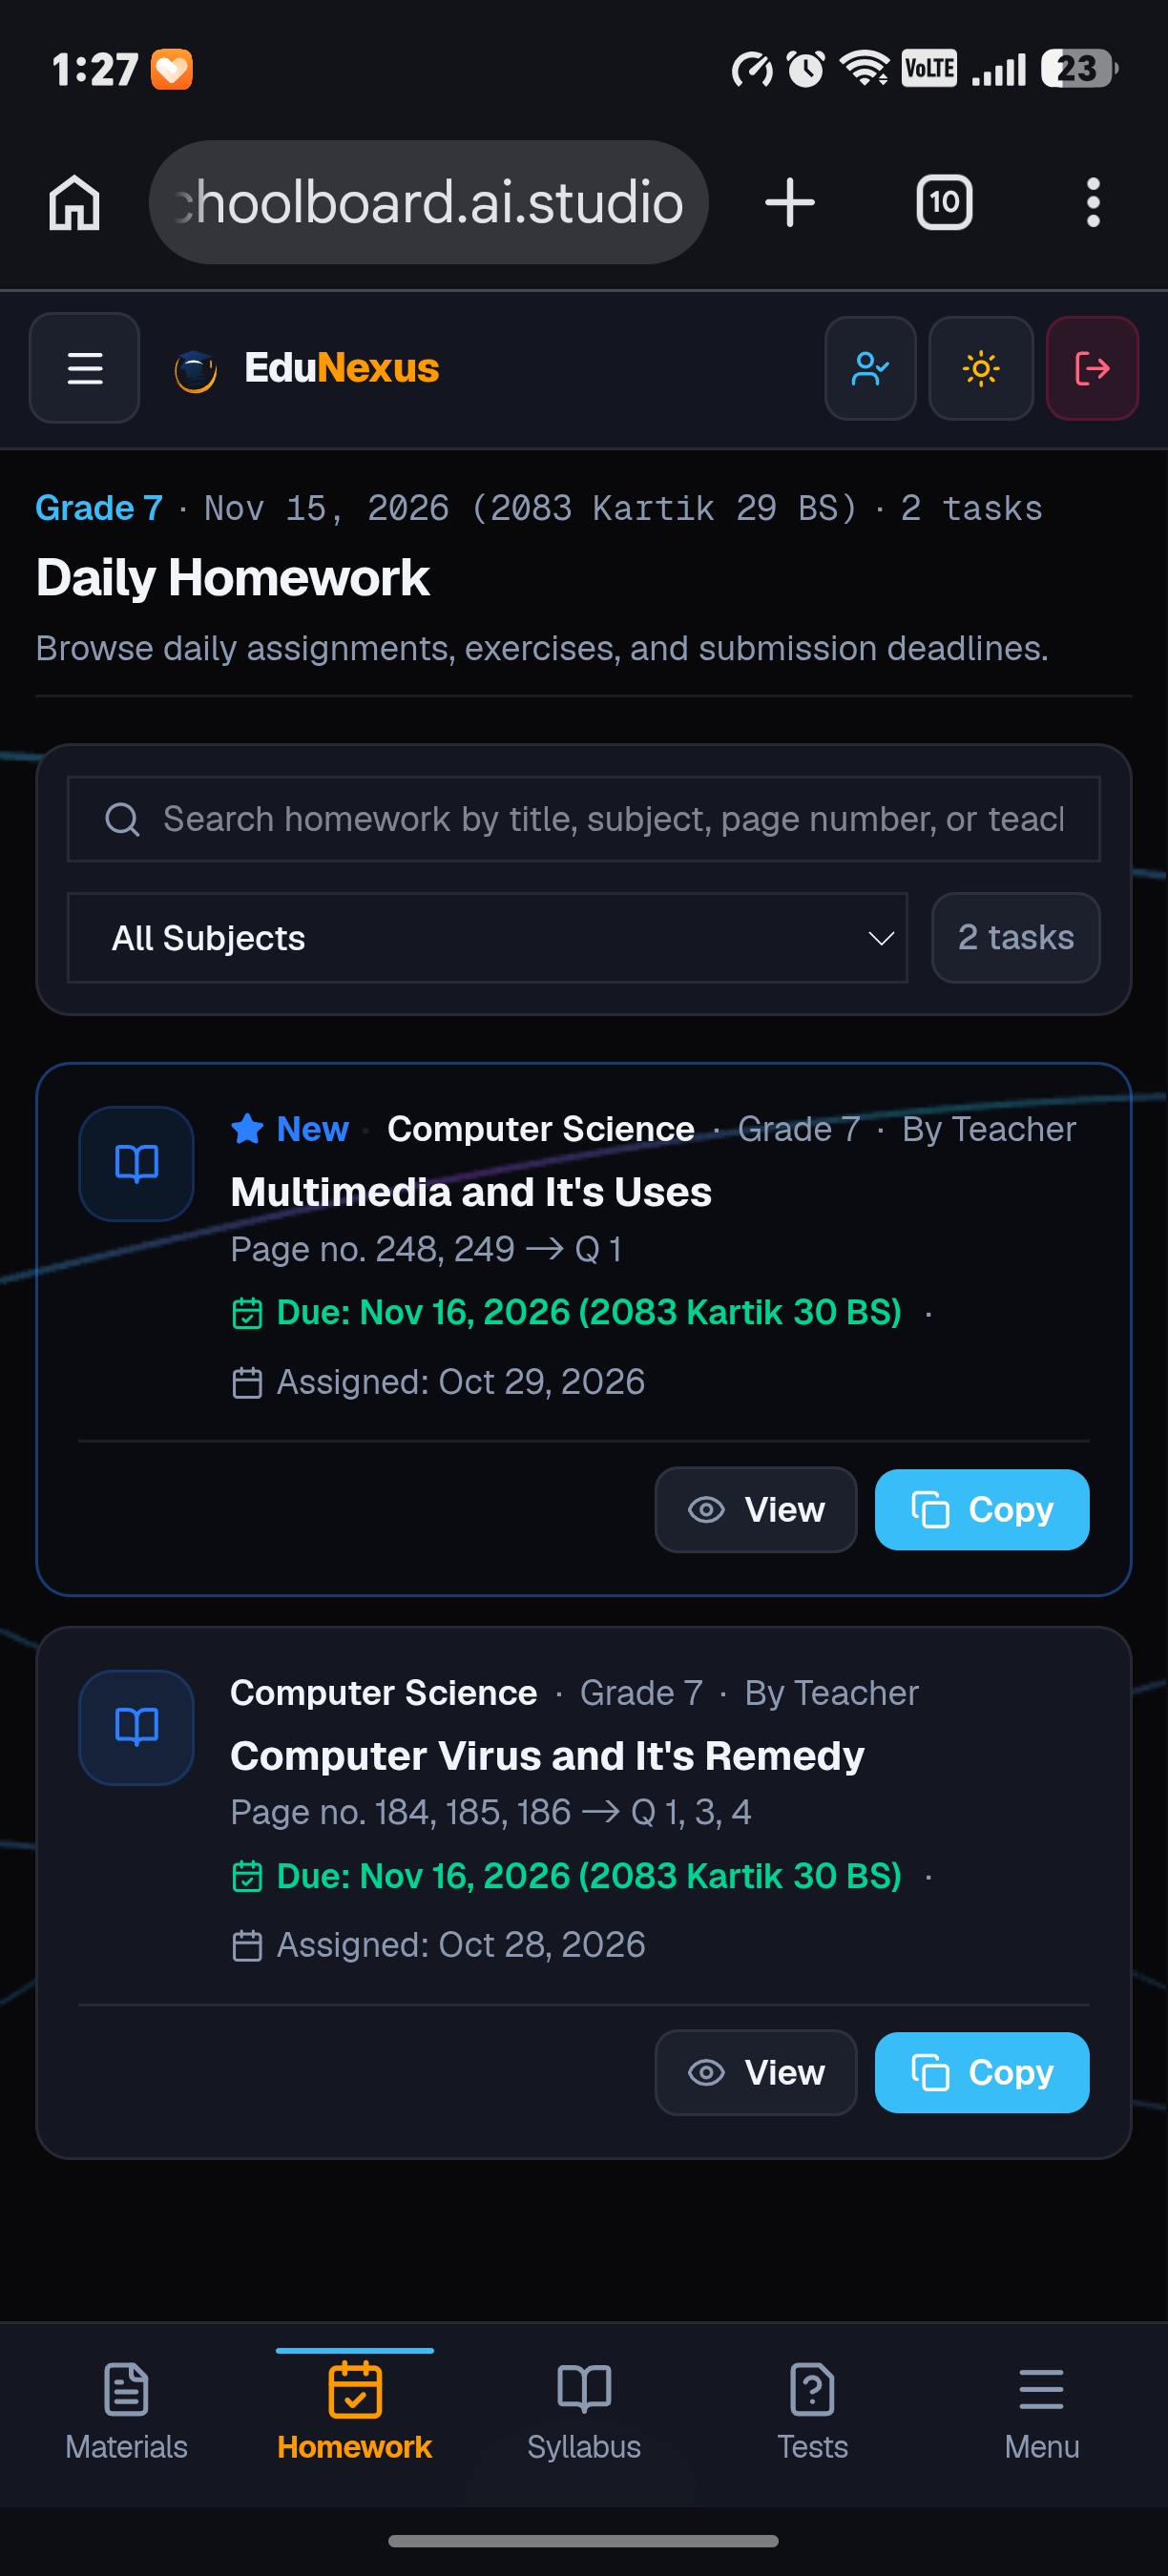 1:27
VoLTE
23
choolboard.ai.studio
10
EduNexus
Grade 7 · Nov 15, 2026 (2083 Kartik 29 BS) · 2 tasks
Daily Homework
Browse daily assignments, exercises, and submission deadlines.
Search homework by title, subject, page number, or teach
All Subjects
2 tasks
New · Computer Science · Grade 7 · By Teacher
Multimedia and It's Uses
Page no. 248, 249 —> Q 1
Due: Nov 16, 2026 (2083 Kartik 30 BS) ·
Assigned: Oct 29, 2026
View
Copy
Computer Science · Grade 7 · By Teacher
Computer Virus and It's Remedy
Page no. 184, 185, 186 —> Q 1, 3, 4
Due: Nov 16, 2026 (2083 Kartik 30 BS) ·
Assigned: Oct 28, 2026
View
Copy
Materials
Homework
Syllabus
Tests
Menu